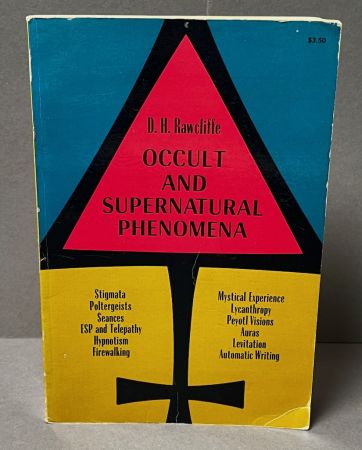 $3.50
D. H. Rawcliffe
OCCULT
AND
SUPERNATURAL
PHENOMENA
Stigmata
Poltergeists
Seances
ESP and Telepathy
Hypnotism
Firewalking
Mystical Experience
Lycanthropy
Peyotl Visions
Auras
Levitation
Automatic Writing